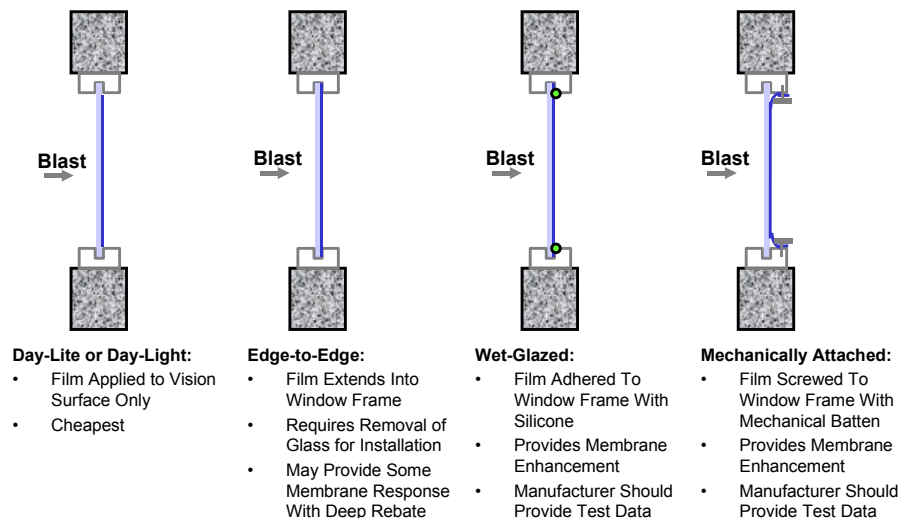 Blast
Blast
Blast
Blast
Day-Lite or Day-Light:
• Film Applied to Vision
Surface Only
• Cheapest
Edge-to-Edge:
• Film Extends Into
Window Frame
• Requires Removal of
Glass for Installation
• May Provide Some
Membrane Response
With Deep Rebate
Wet-Glazed:
• Film Adhered To
Window Frame With
Silicone
• Provides Membrane
Enhancement
• Manufacturer Should
Provide Test Data
Mechanically Attached:
• Film Screwed To
Window Frame With
Mechanical Batten
• Provides Membrane
Enhancement
• Manufacturer Should
Provide Test Data